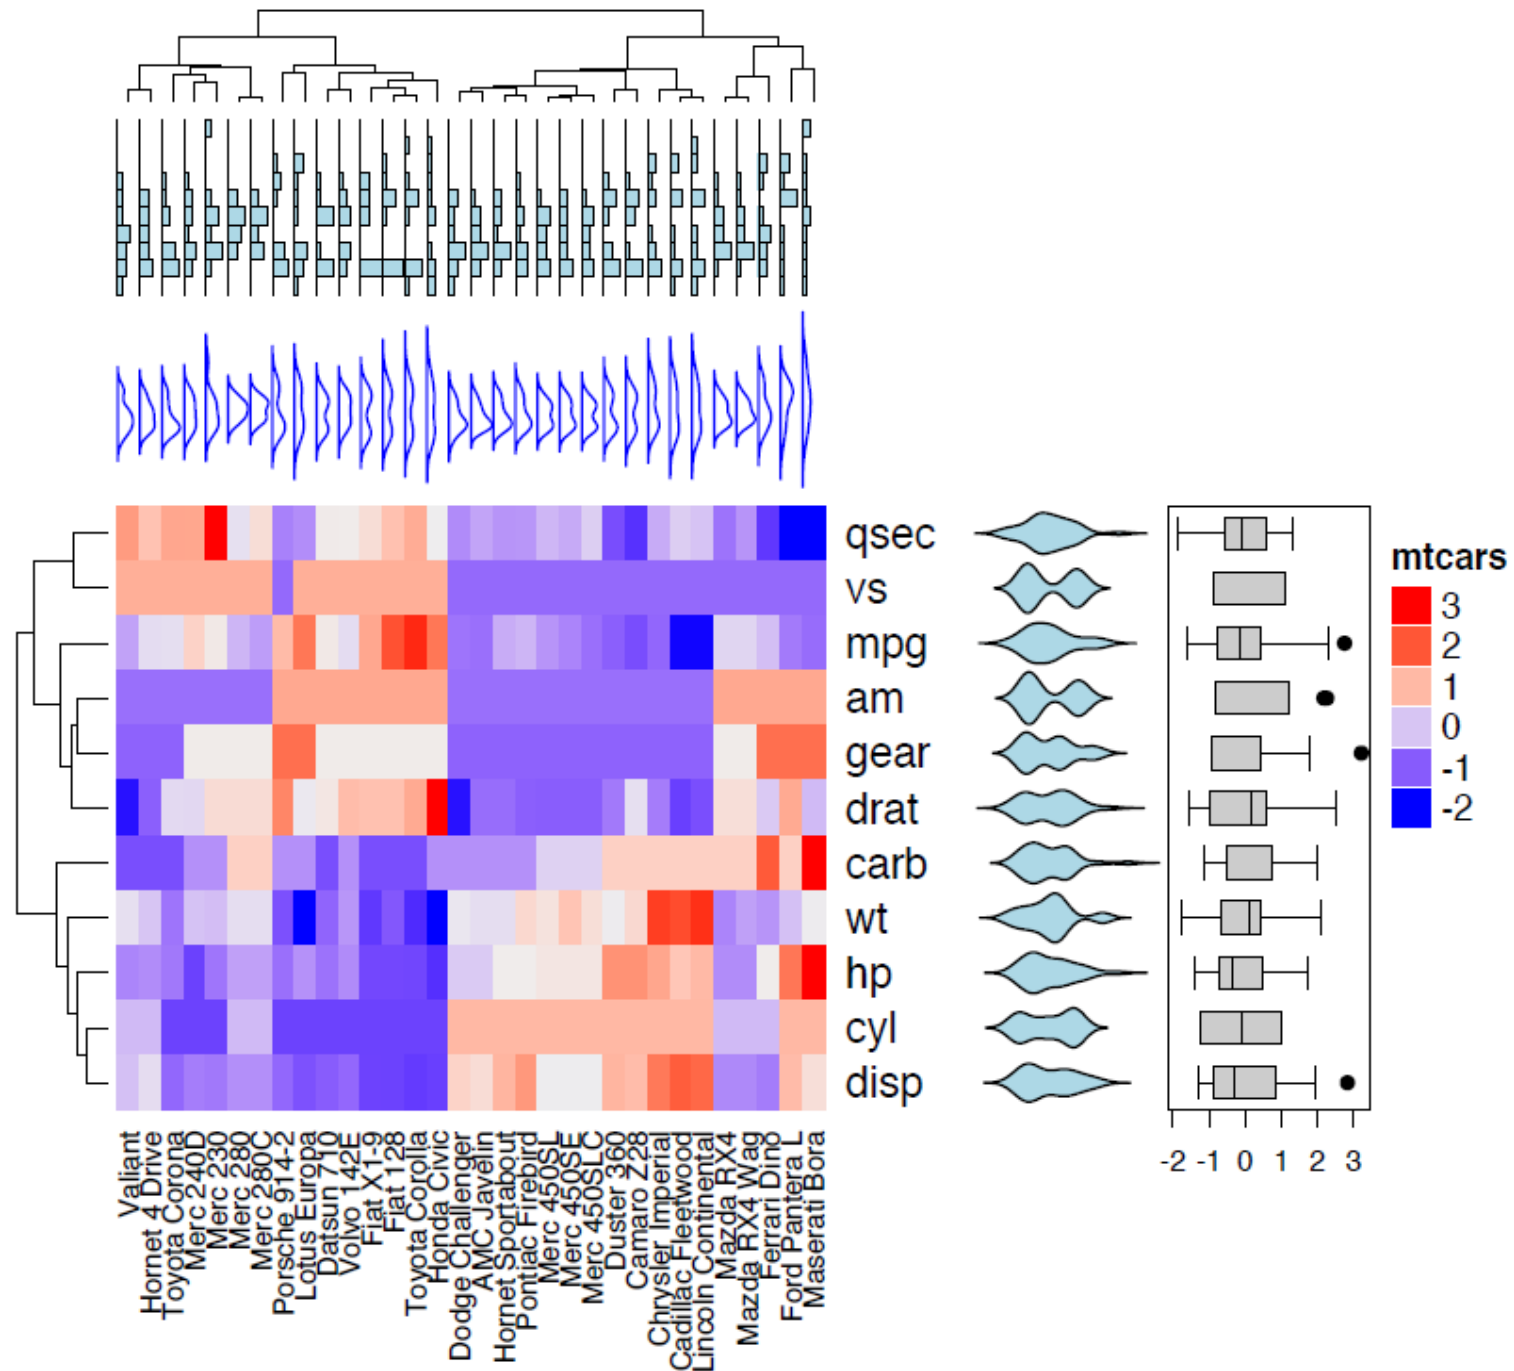 qsec
vs
mpg
am
gear
drat
carb
wt
hp
cyl
disp
mtcars
3
2
1
0
-1
-2
-2 -1 0 1 2 3
Valiant
Hornet 4 Drive
Toyota Corona
Merc 240D
Merc 230
Merc 280
Merc 280C
Porsche 914-2
Lotus Europa
Datsun 710
Volvo 142E
Fiat X1-9
Fiat 128
Toyota Corolla
Honda Civic
Dodge Challenger
AMC Javelin
Hornet Sportabout
Pontiac Firebird
Merc 450SL
Merc 450SE
Merc 450SLC
Duster 360
Camaro Z28
Chrysler Imperial
Cadillac Fleetwood
Lincoln Continental
Mazda RX4
Mazda RX4 Wag
Ferrari Dino
Ford Pantera L
Maserati Bora